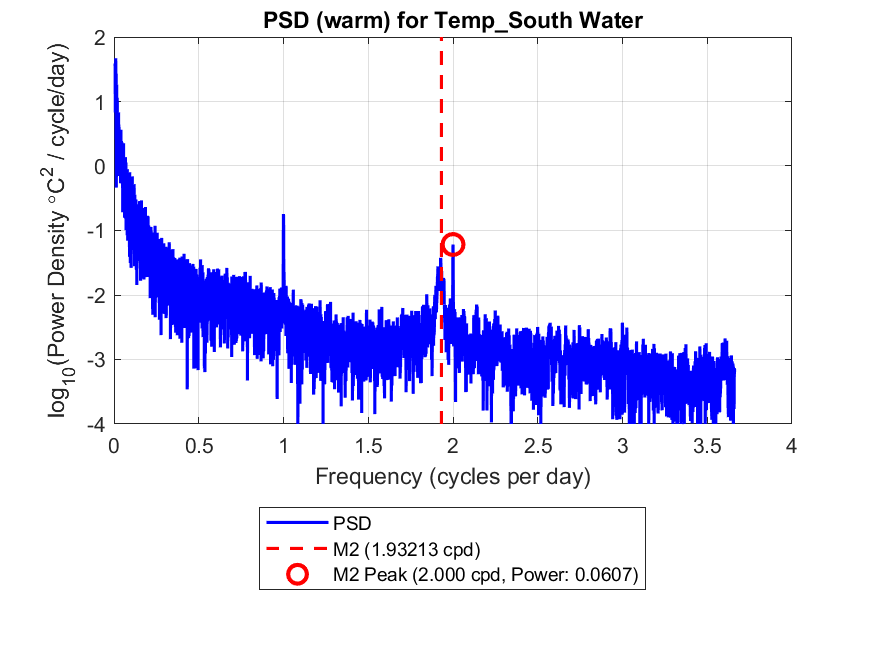 PSD (warm) for Temp_South Water
log10(Power Density °C2 / cycle/day)
2
1
0
-1
-2
-3
-4
0 0.5 1 1.5 2 2.5 3 3.5 4
Frequency (cycles per day)
PSD
M2 (1.93213 cpd)
M2 Peak (2.000 cpd, Power: 0.0607)